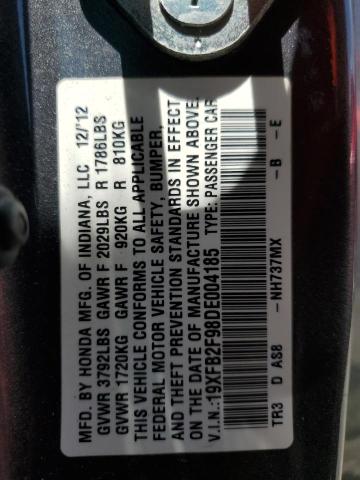 MFD. BY HONDA MFG. OF INDIANA, LLC 12/12
GVWR 3792LBS GAWR F 2029LBS R 1786LBS
GVWR 1720KG GAWR F 920KG R 810KG
THIS VEHICLE CONFORMS TO ALL APPLICABLE
FEDERAL MOTOR VEHICLE SAFETY, BUMPER,
AND THEFT PREVENTION STANDARDS IN EFFECT
ON THE DATE OF MANUFACTURE SHOWN ABOVE.
V.I.N.:19XFB2F98DE004185 TYPE: PASSENGER CAR
TR3 D AS8 - NH737MX - B - E